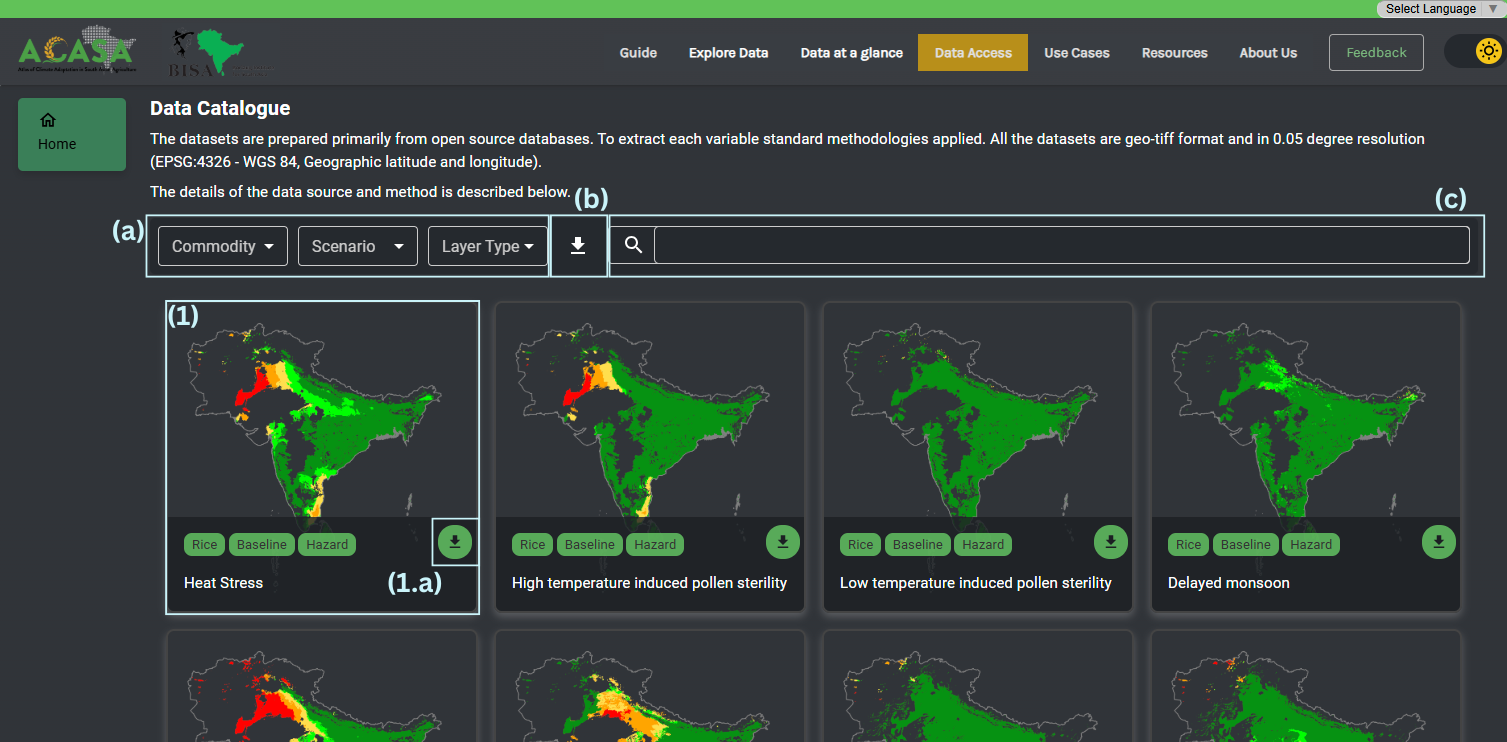 Select Language ▼
ACASA
Atlas of Climate Adaptation in South Asian Agriculture
BISA
Guide
Explore Data
Data at a glance
Data Access
Use Cases
Resources
About Us
Feedback
Home
Data Catalogue
The datasets are prepared primarily from open source databases. To extract each variable standard methodologies applied. All the datasets are geo-tiff format and in 0.05 degree resolution
(EPSG:4326 - WGS 84, Geographic latitude and longitude).
The details of the data source and method is described below.
(a)
(b)
(c)
Commodity
Scenario
Layer Type
(1)
Rice Baseline Hazard
Heat Stress
(1.a)
Rice Baseline Hazard
High temperature induced pollen sterility
Rice Baseline Hazard
Low temperature induced pollen sterility
Rice Baseline Hazard
Delayed monsoon